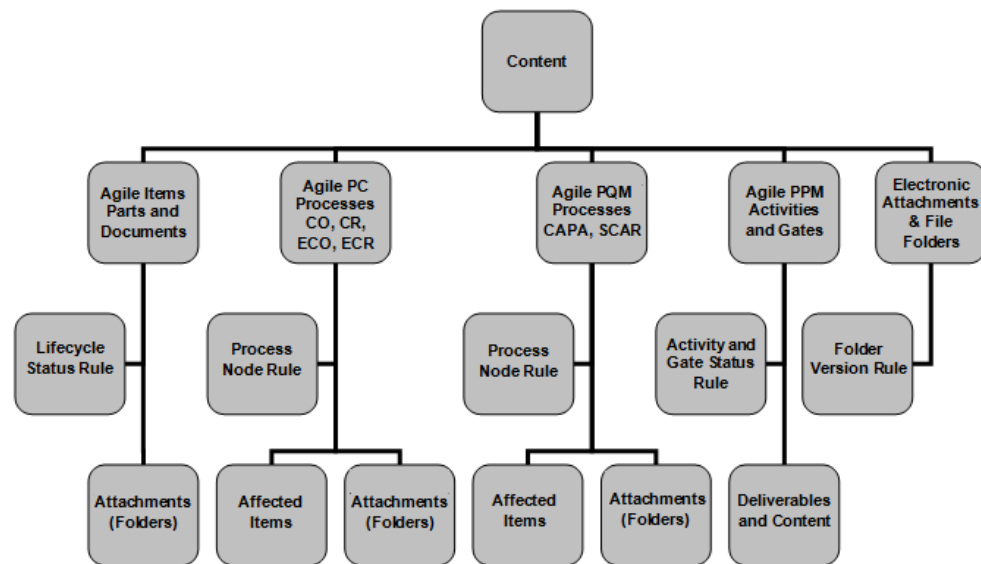 Content
Agile Items
Parts and
Documents
Agile PC
Processes
CO, CR,
ECO, ECR
Agile PQM
Processes
CAPA, SCAR
Agile PPM
Activities
and Gates
Electronic
Attachments
& File
Folders
Lifecycle
Status Rule
Process
Node Rule
Process
Node Rule
Activity and
Gate Status
Rule
Folder
Version Rule
Attachments
(Folders)
Affected
Items
Attachments
(Folders)
Affected
Items
Attachments
(Folders)
Deliverables
and Content